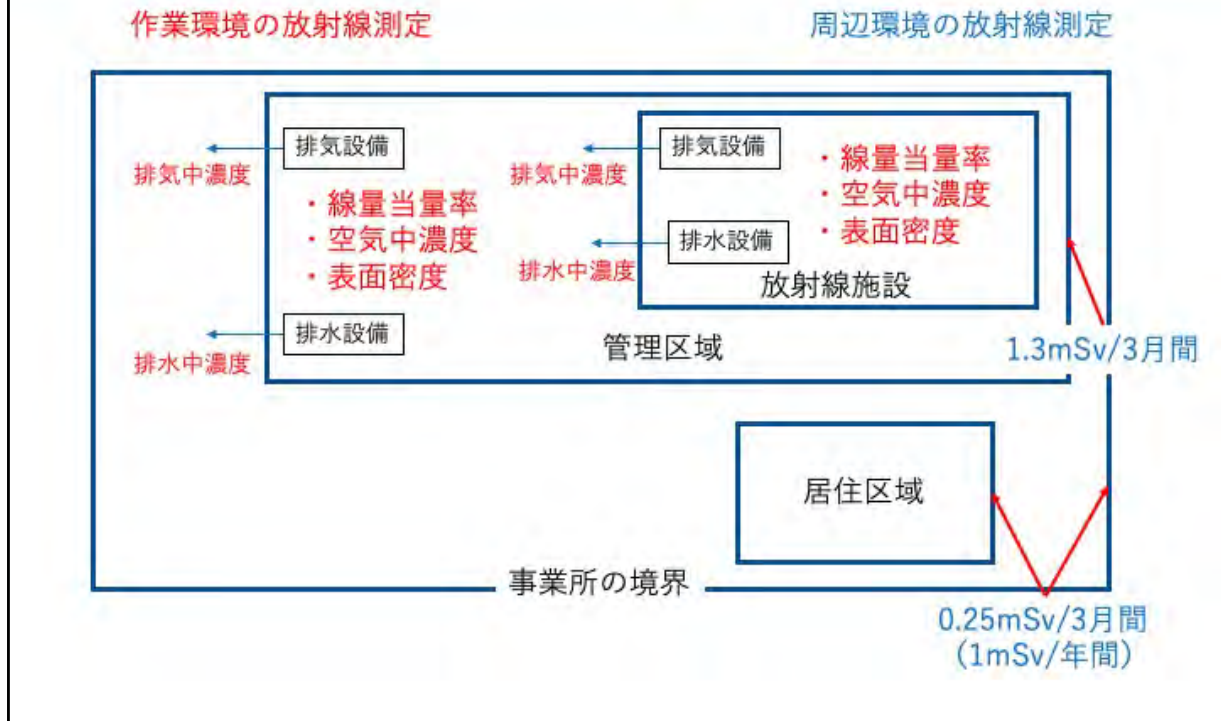 作業環境の放射線測定
周辺環境の放射線測定
排気設備
排気中濃度
・線量当量率
・空気中濃度
・表面密度
排水設備
排水中濃度
排気設備
排気中濃度
・線量当量率
・空気中濃度
・表面密度
排水設備
排水中濃度
放射線施設
管理区域
1.3mSv/3月間
居住区域
事業所の境界
0.25mSv/3月間
（1mSv/年間）